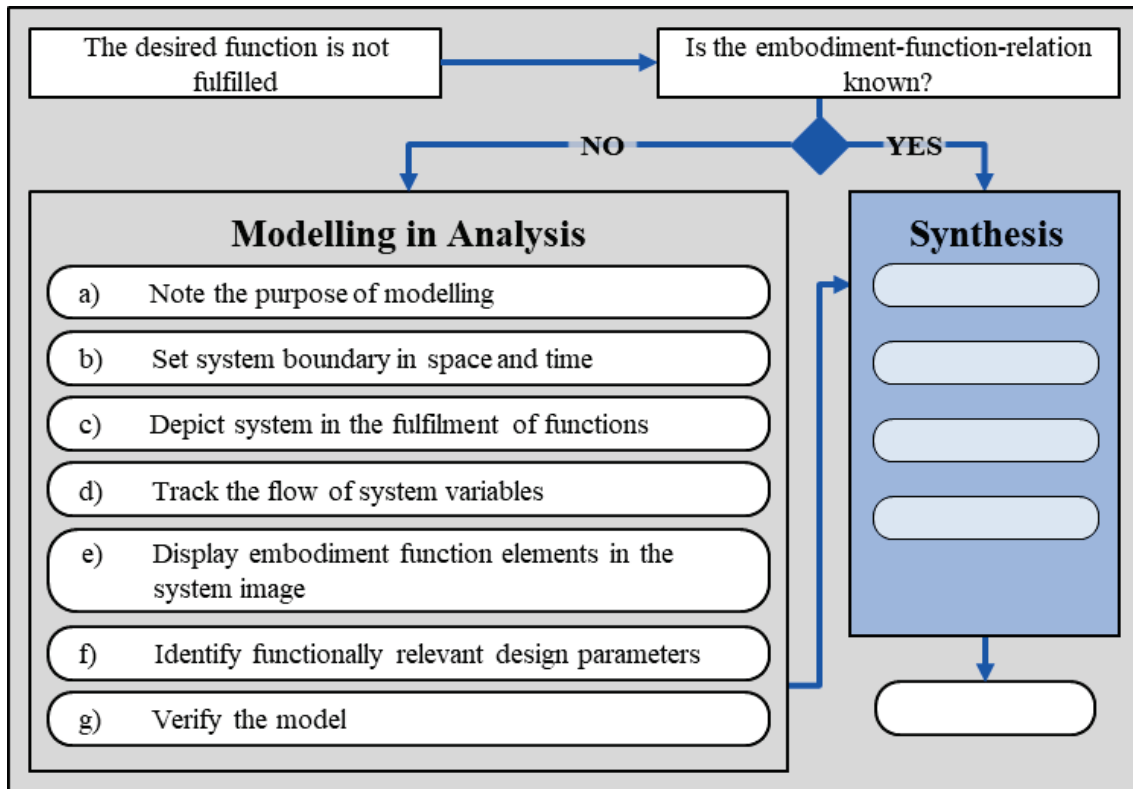 The desired function is not
fulfilled
Is the embodiment-function-relation
known?
NO
YES
Modelling in Analysis
a) Note the purpose of modelling
b) Set system boundary in space and time
c) Depict system in the fulfilment of functions
d) Track the flow of system variables
e) Display embodiment function elements in the
system image
f) Identify functionally relevant design parameters
g) Verify the model
Synthesis